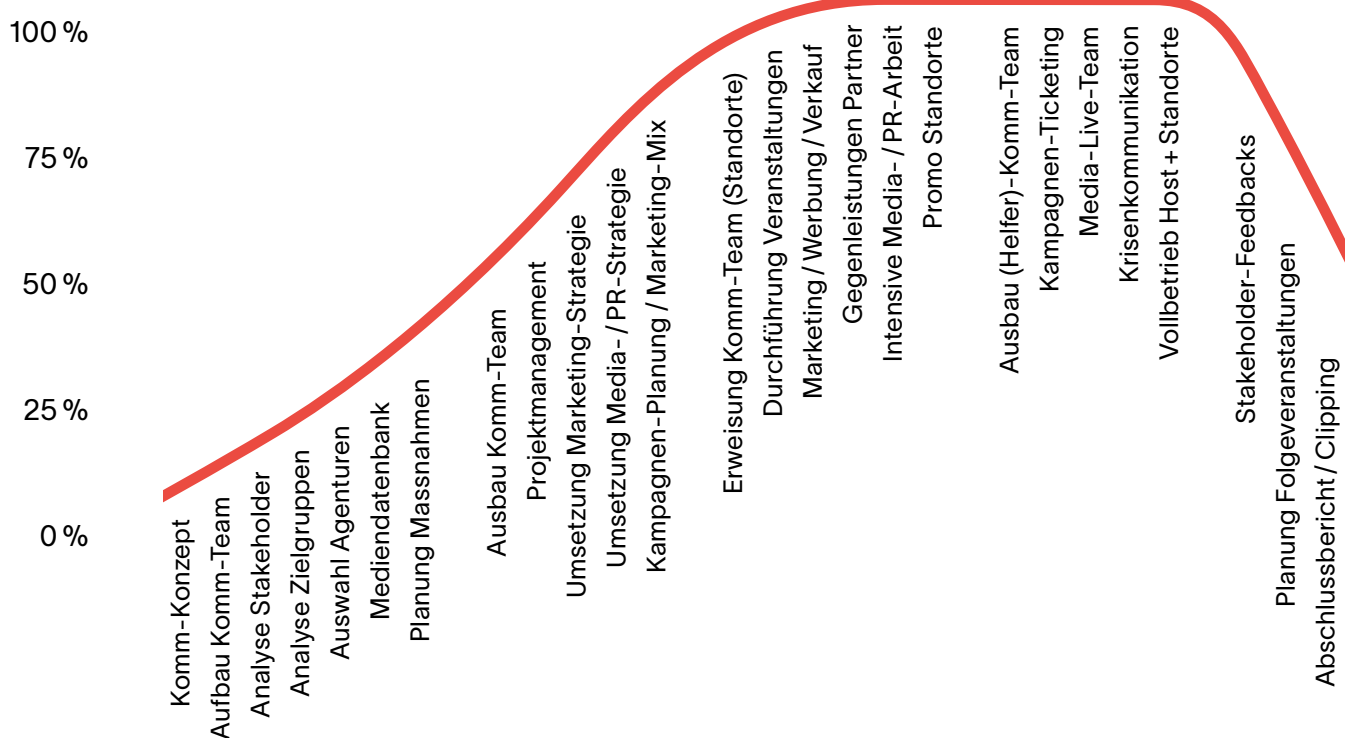 100 %
75 %
50 %
25 %
0 %
Komm-Konzept
Aufbau Komm-Team
Analyse Stakeholder
Analyse Zielgruppen
Auswahl Agenturen
Mediendatenbank
Planung Massnahmen
Ausbau Komm-Team
Projektmanagement
Umsetzung Marketing-Strategie
Umsetzung Media- / PR-Strategie
Kampagnen-Planung / Marketing-Mix
Erweisung Komm-Team (Standorte)
Durchführung Veranstaltungen
Marketing / Werbung / Verkauf
Gegenleistungen Partner
Intensive Media- / PR-Arbeit
Promo Standorte
Ausbau (Helfer)-Komm-Team
Kampagnen-Ticketing
Media-Live-Team
Krisenkommunikation
Vollbetrieb Host + Standorte
Stakeholder-Feedbacks
Planung Folgeveranstaltungen
Abschlussbericht / Clipping